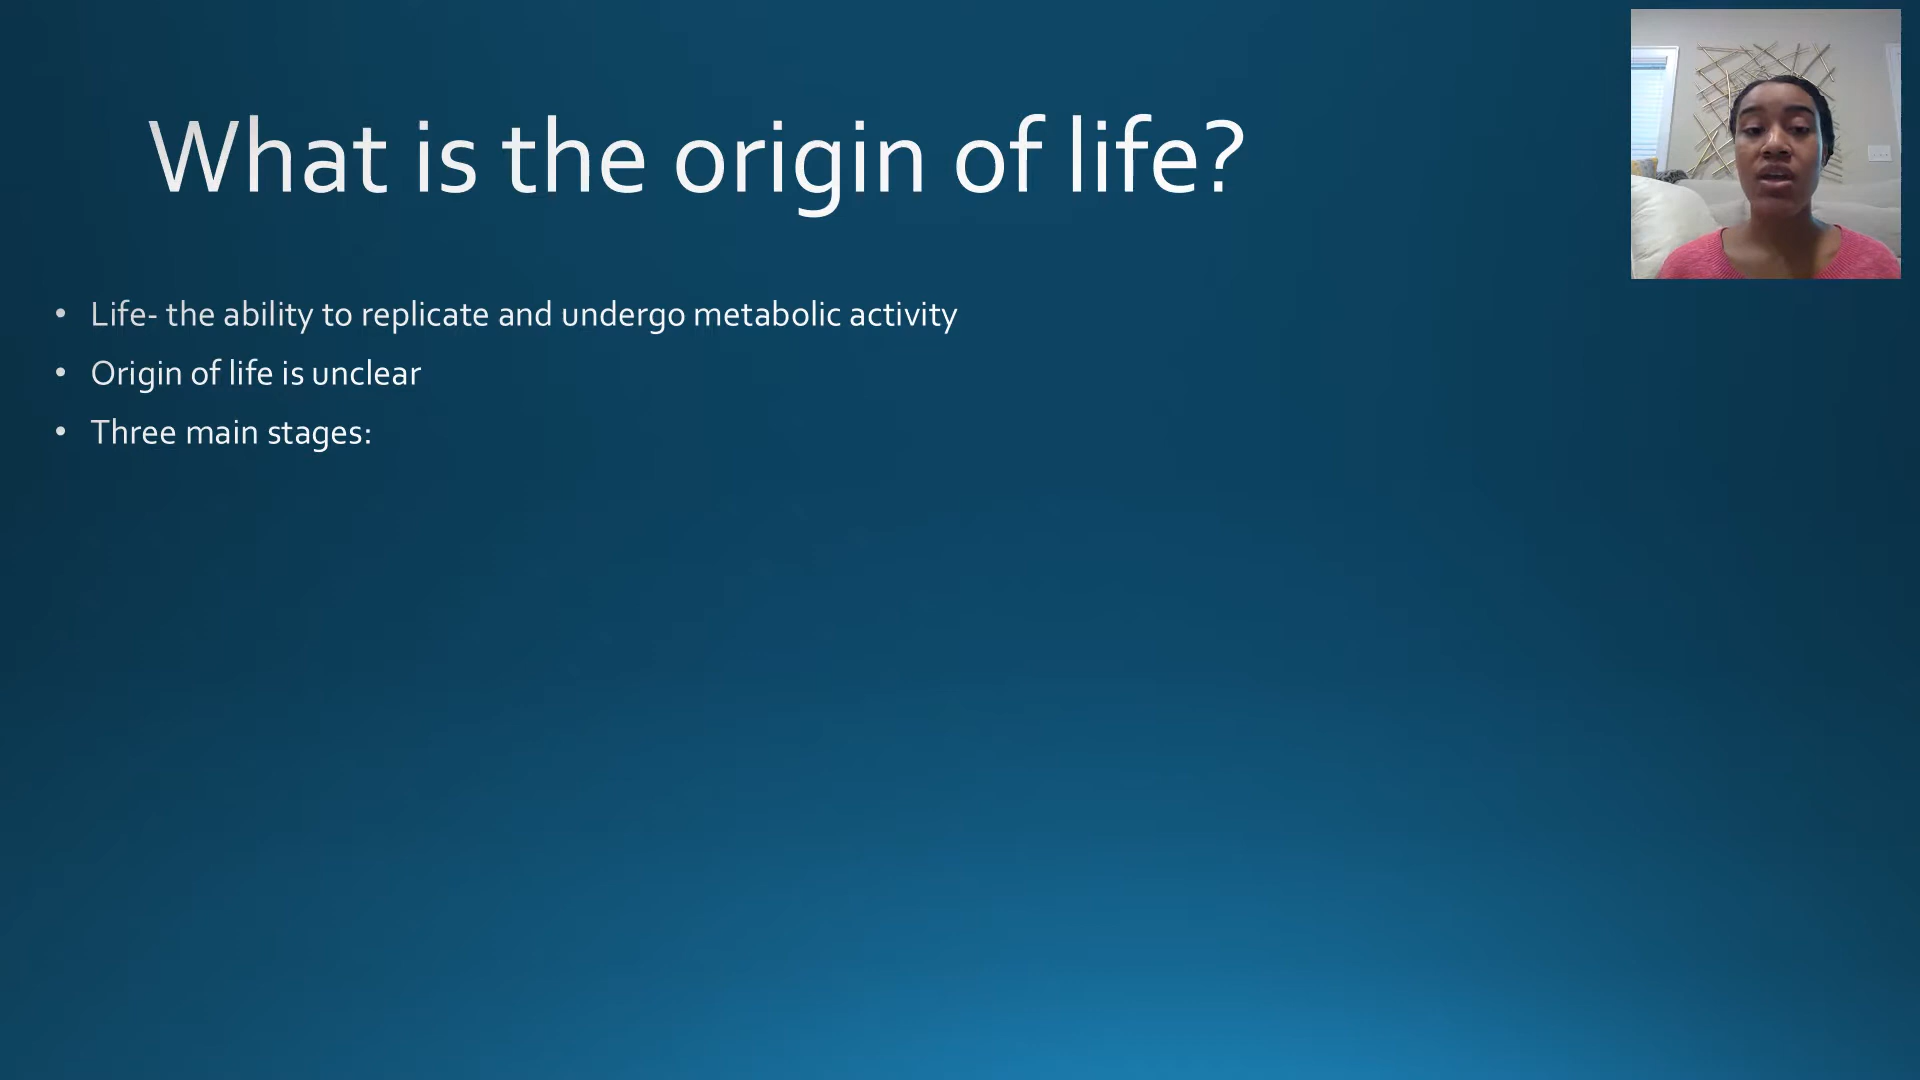 What is the origin of life?
• Life- the ability to replicate and undergo metabolic activity
• Origin of life is unclear
• Three main stages: